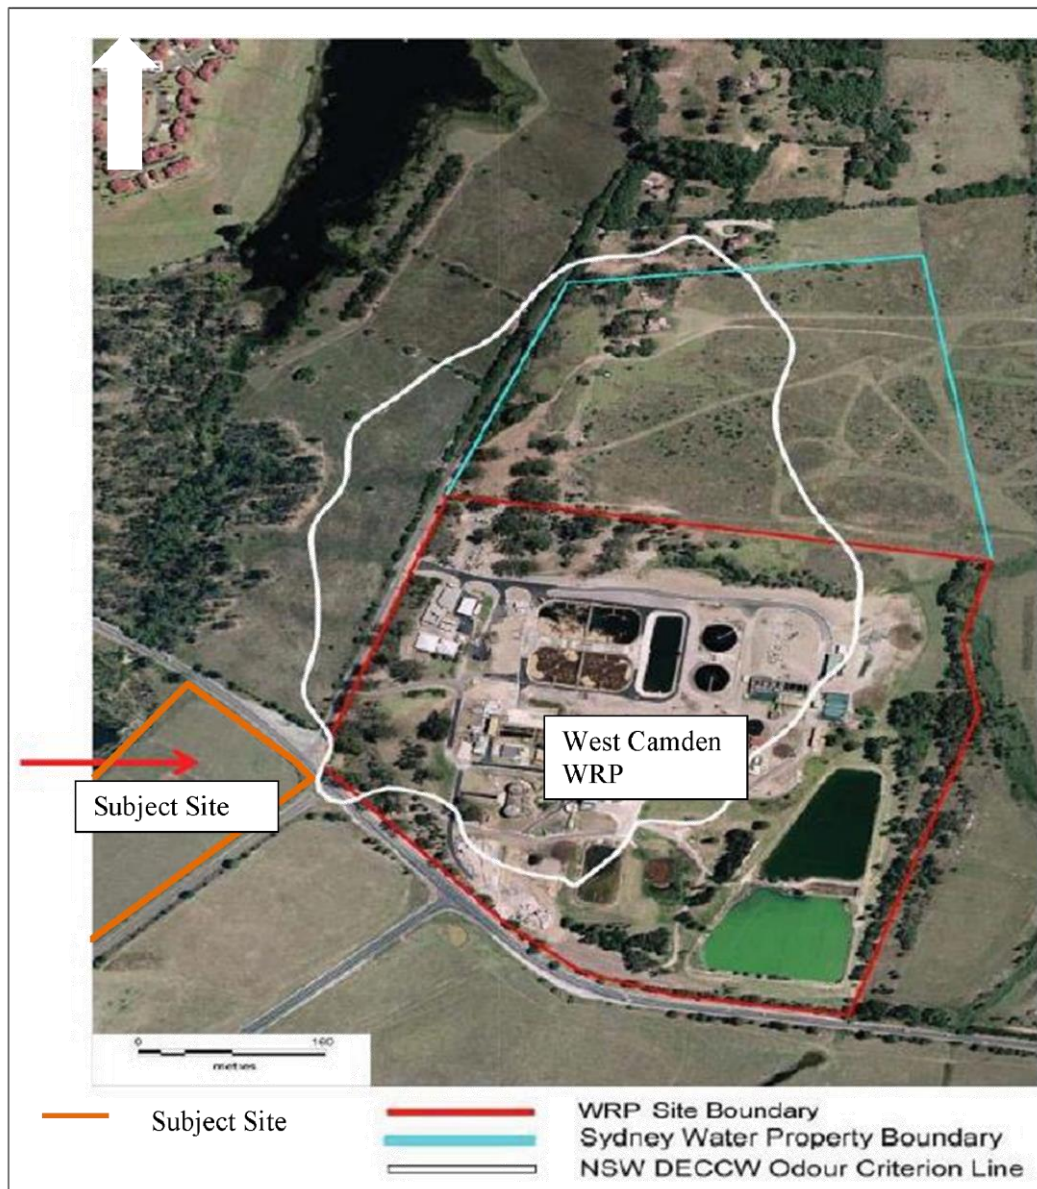 West Camden
WRP
Subject Site
0 160
metres
Subject Site
WRP Site Boundary
Sydney Water Property Boundary
NSW DECCW Odour Criterion Line